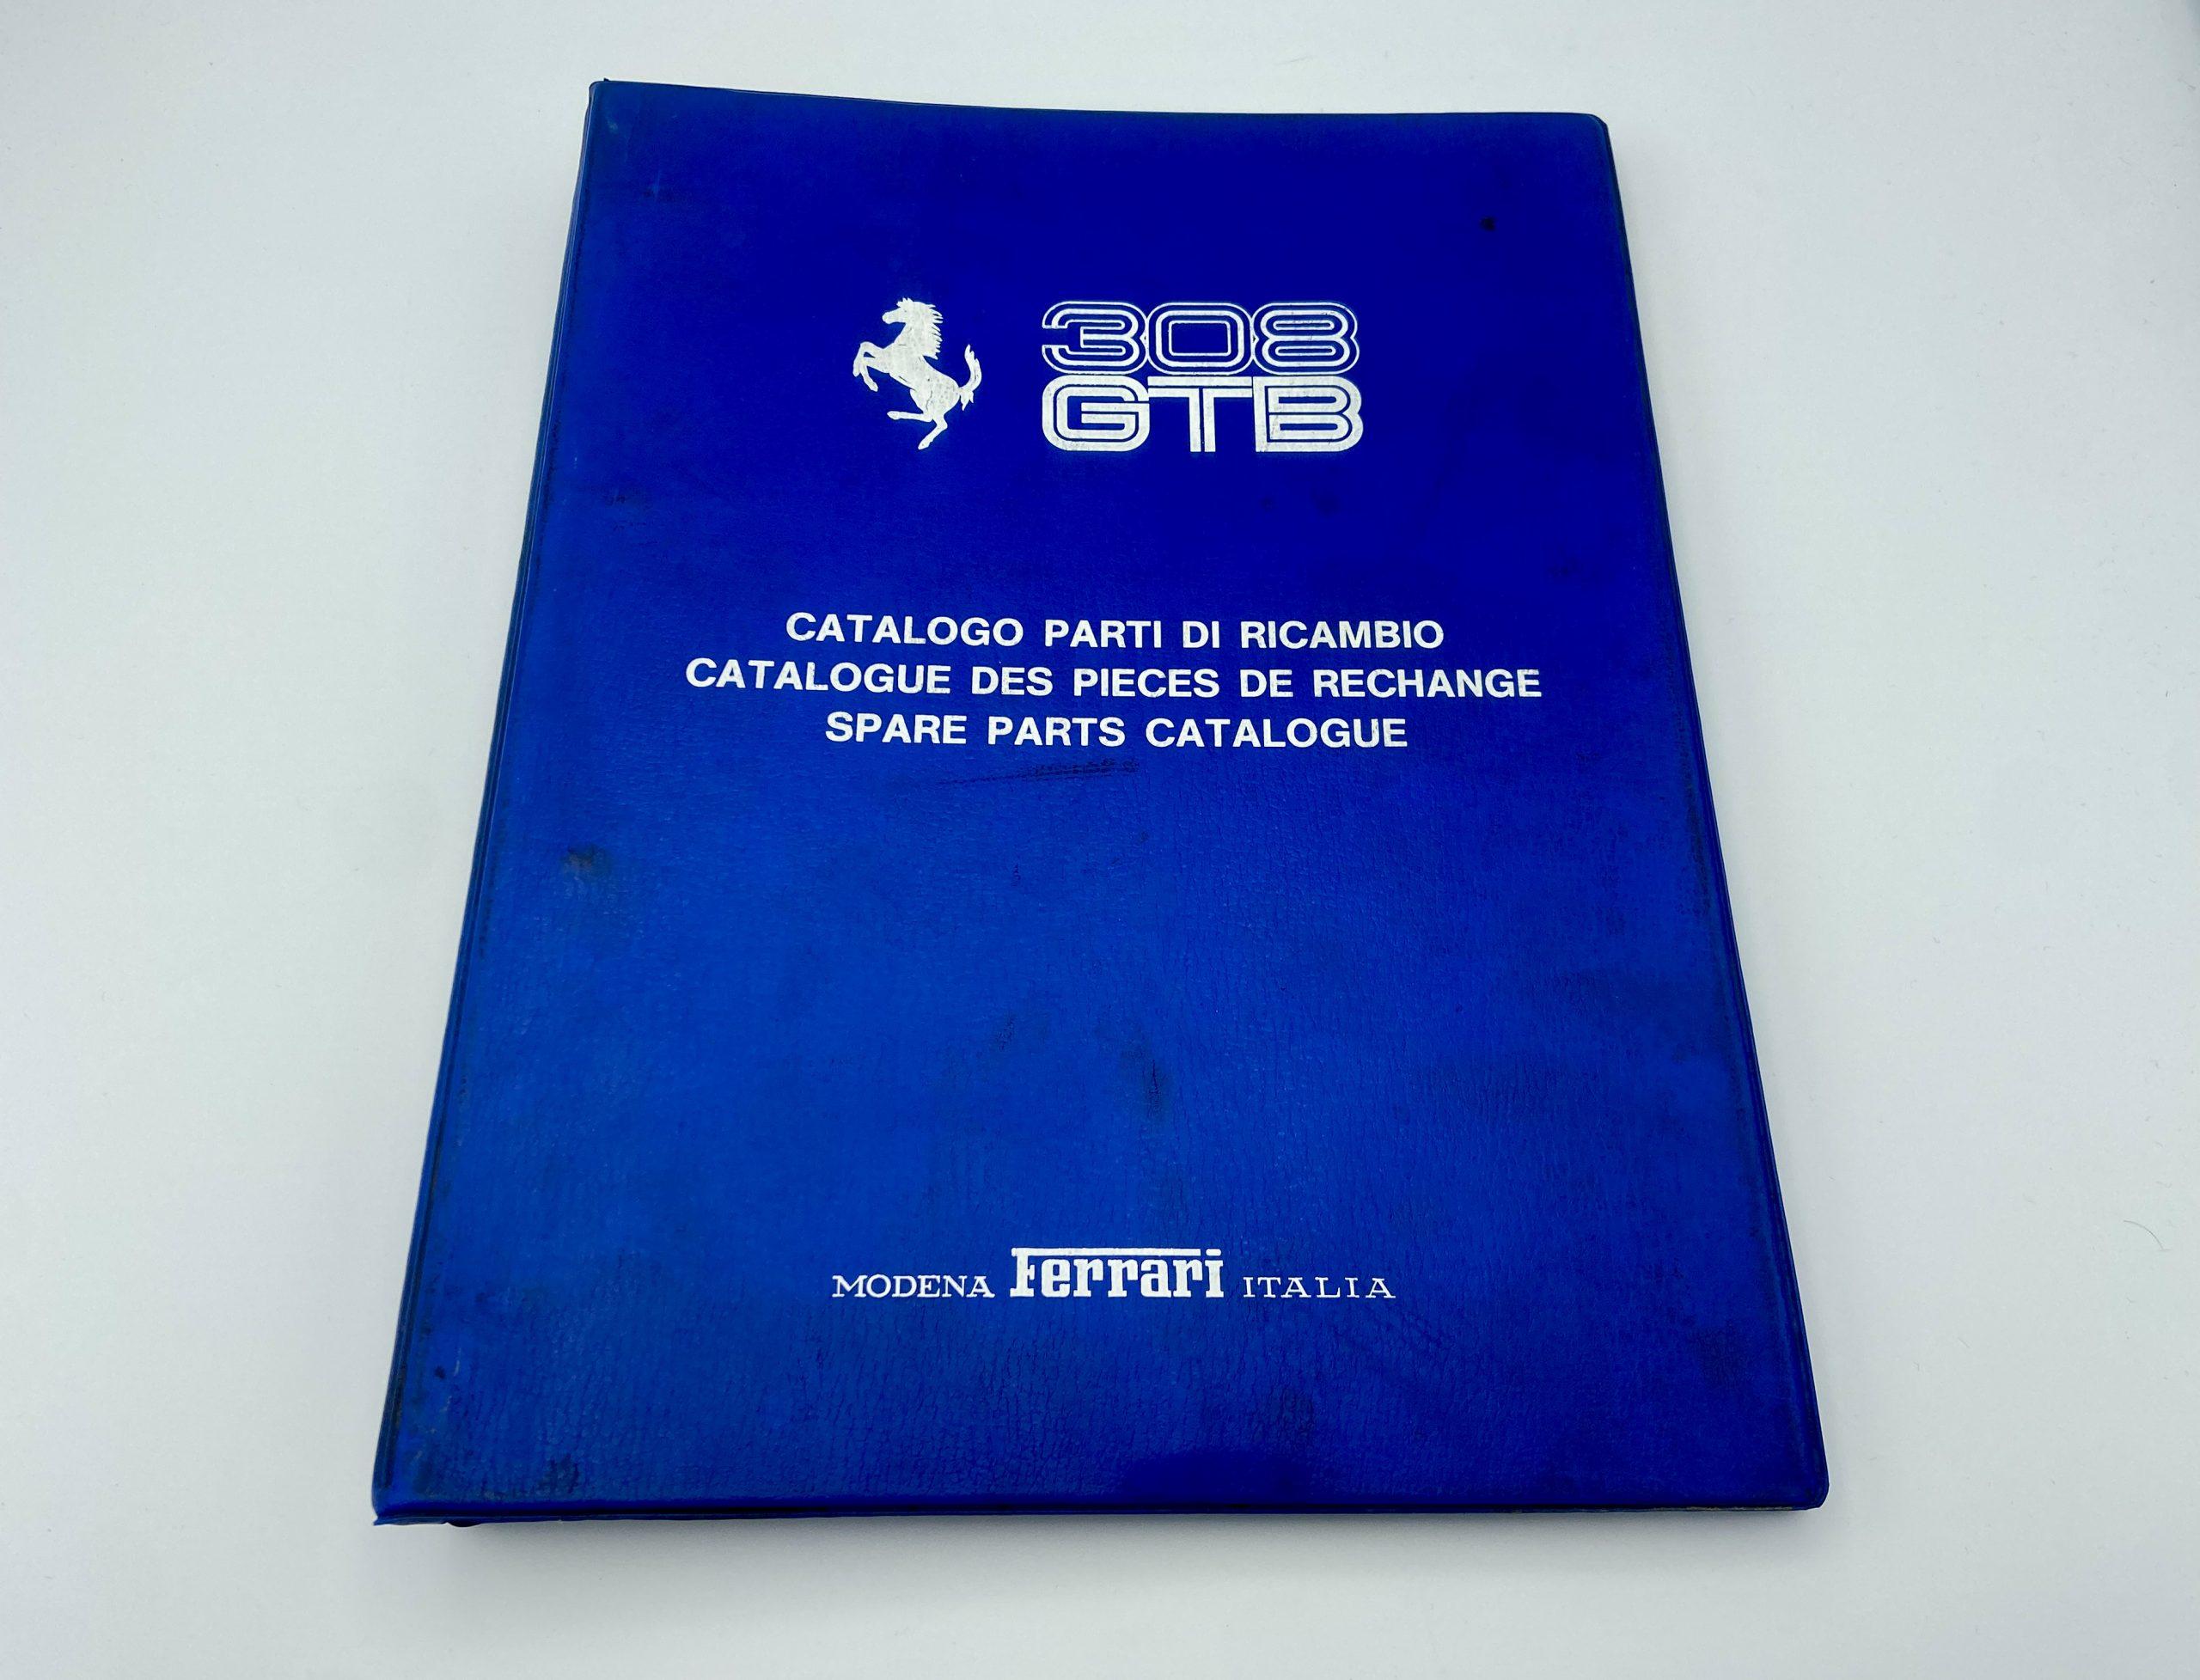 308
GTB
CATALOGO PARTI DI RICAMBIO
CATALOGUE DES PIECES DE RECHANGE
SPARE PARTS CATALOGUE
MODENA Ferrari ITALIA